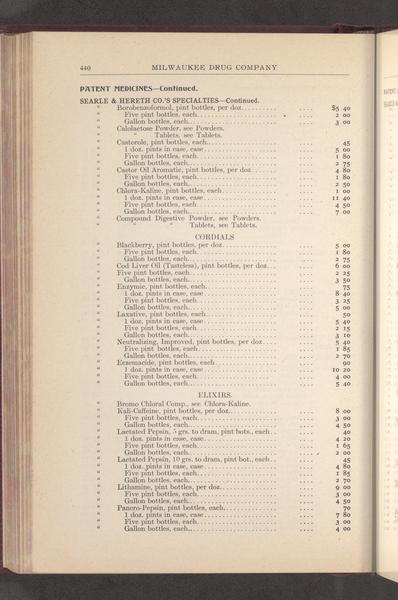 440 MILWAUKEE DRUG COMPANY
PATENT MEDICINES—Continued.
SEARLE & HERETH CO.'S SPECIALTIES—Continued.
" Borobenzoformol, pint bottles, per doz. .... $5 40
" Five pint bottles, each .... 2 00
" Gallon bottles, each .... 3 00
" Calolactose Powder, see Powders.
" " Tablets, see Tablets.
" Castorole, pint bottles, each .... 45
" 1 doz. pints in case, case .... 5 00
" Five pint bottles, each .... 1 80
" Gallon bottles, each .... 2 75
" Castor Oil Aromatic, pint bottles, per doz .... 4 80
" Five pint bottles, each .... 1 80
" Gallon bottles, each .... 2 50
" Chlora-Kaline, pint bottles, each .... 1 00
" 1 doz. pints in case, case .... 11 40
" Five pint bottles, each .... 4 50
" Gallon bottles, each .... 7 00
" Compound Digestive Powder, see Powders.
" " " Tablets, see Tablets.
CORDIALS
" Blackberry, pint bottles, per doz .... 5 00
" Five pint bottles, each .... 1 80
" Gallon bottles, each .... 2 75
" Cod Liver Oil (Tasteless), pint bottles, per doz .... 6 00
" Five pint bottles, each .... 2 25
" Gallon bottles, each .... 3 50
" Enzymie, pint bottles, each .... 75
" 1 doz. pints in case, case .... 8 40
" Five pint bottles, each .... 3 25
" Gallon bottles, each .... 5 00
" Laxative, pint bottles, each .... 50
" 1 doz. pints in case, case .... 5 40
" Five pint bottles, each .... 2 15
" Gallon bottles, each .... 3 10
" Neutralizing, Improved, pint bottles, per doz .... 5 40
" Five pint bottles, each .... 1 85
" Gallon bottles, each .... 2 70
" Eczemacide, pint bottles, each .... 90
" 1 doz. pints in case, case .... 10 20
" Five pint bottles, each .... 4 00
" Gallon bottles, each .... 5 40
ELIXIRS.
" Bromo Chloral Comp., see Chlora-Kaline.
" Kali-Caffeine, pint bottles, per doz .... 8 00
" Five pint bottles, each .... 3 00
" Gallon bottles, each .... 4 50
" Lactated Pepsin, 5 grs. to dram, pint bots., each .... 40
" 1 doz. pints in case, case .... 4 20
" Five pint bottles, each .... 1 65
" Gallon bottles, each .... 2 00
" Lactated Pepsin, 10 grs. to dram, pint bot., each .... 45
" 1 doz. pints in case, case .... 4 80
" Five pint bottles, each .... 1 85
" Gallon bottles, each .... 2 70
" Lithamine, pint bottles, per doz .... 9 00
" Five pint bottles, each .... 3 00
" Gallon bottles, each .... 4 50
" Panero-Pepsin, pint bottles, each .... 70
" 1 doz. pints in case, case .... 7 80
" Five pint bottles, each .... 3 00
" Gallon bottles, each .... 4 00